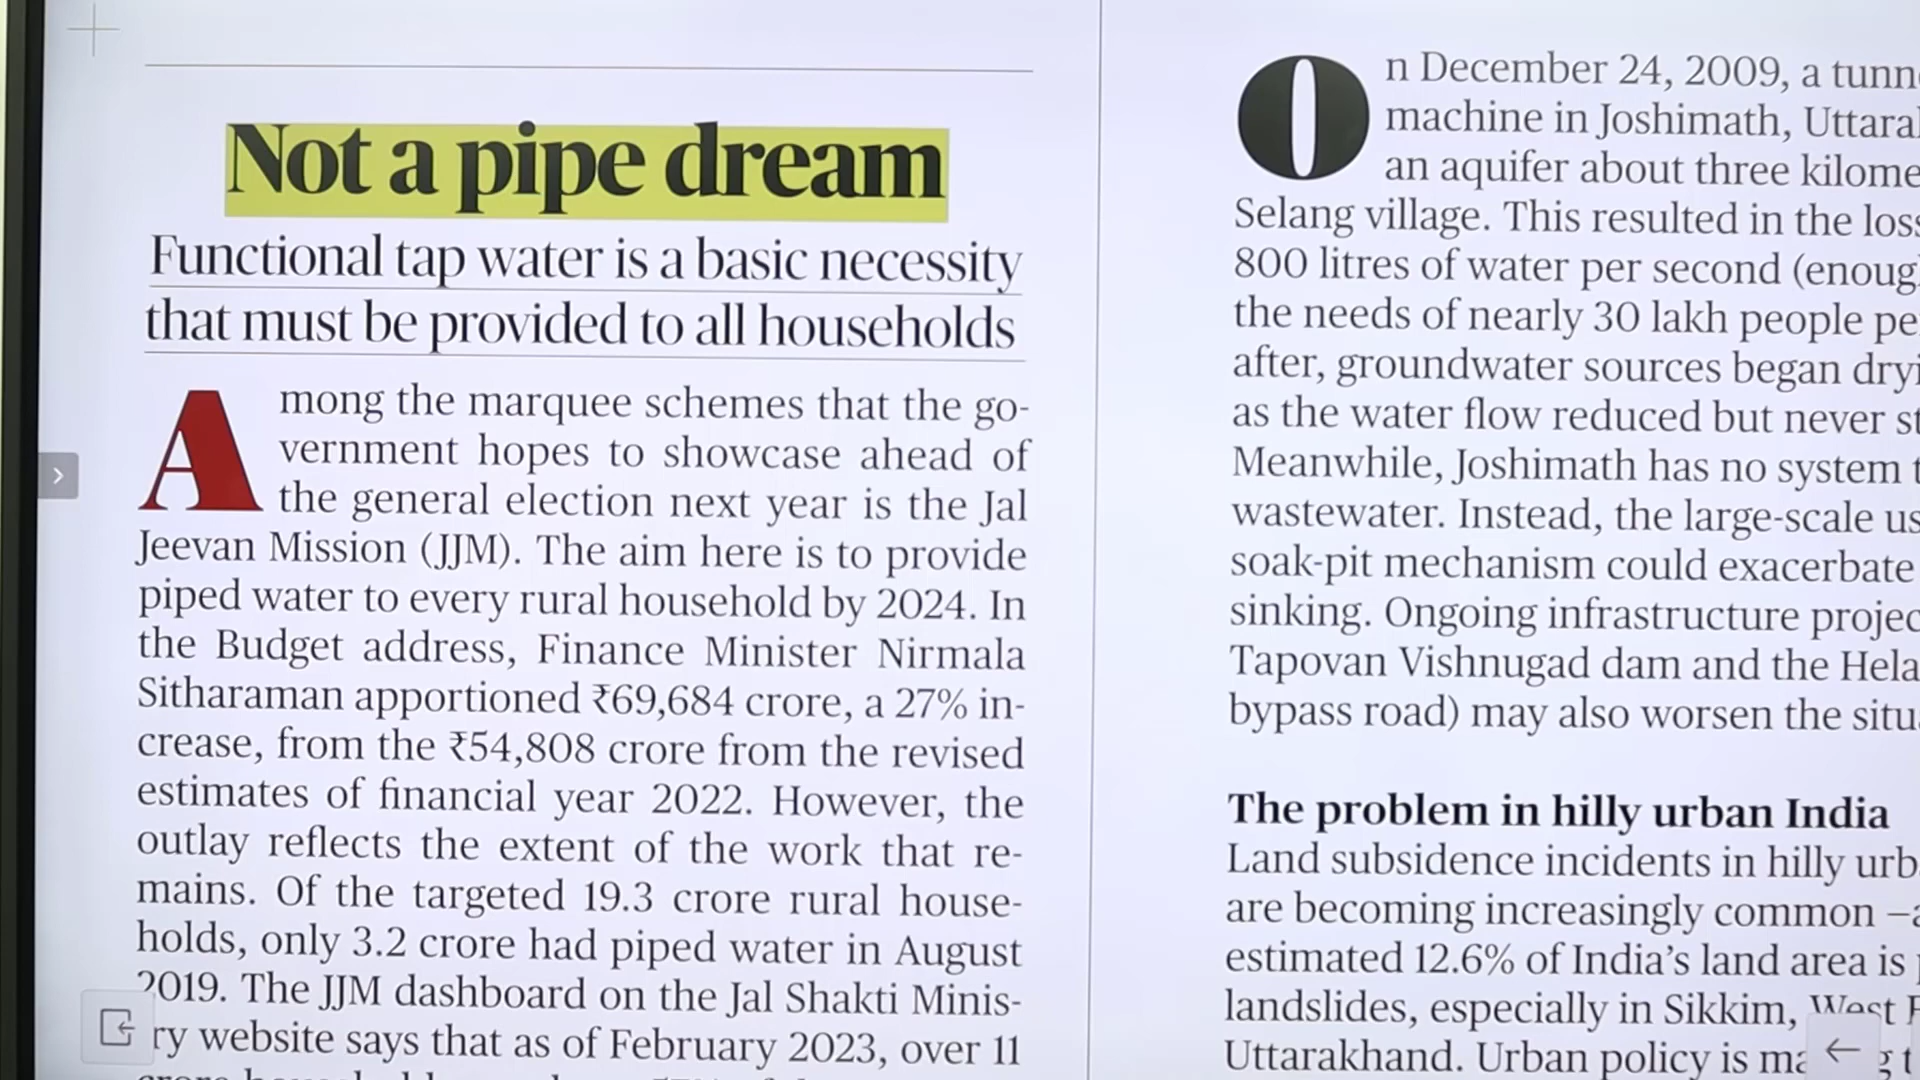 Not a pipe dream
Functional tap water is a basic necessity
that must be provided to all households
Among the marquee schemes that the go-
vernment hopes to showcase ahead of
the general election next year is the Jal
Jeevan Mission (JJM). The aim here is to provide
piped water to every rural household by 2024. In
the Budget address, Finance Minister Nirmala
Sitharaman apportioned ₹69,684 crore, a 27% in-
crease, from the ₹54,808 crore from the revised
estimates of financial year 2022. However, the
outlay reflects the extent of the work that re-
mains. Of the targeted 19.3 crore rural house-
holds, only 3.2 crore had piped water in August
2019. The JJM dashboard on the Jal Shakti Minis-
ry website says that as of February 2023, over 11
On December 24, 2009, a tunn
machine in Joshimath, Uttara
an aquifer about three kilome
Selang village. This resulted in the loss
800 litres of water per second (enoug
the needs of nearly 30 lakh people pe
after, groundwater sources began dryi
as the water flow reduced but never st
Meanwhile, Joshimath has no system t
wastewater. Instead, the large-scale us
soak-pit mechanism could exacerbate
sinking. Ongoing infrastructure projec
Tapovan Vishnugad dam and the Hela
bypass road) may also worsen the situ
The problem in hilly urban India
Land subsidence incidents in hilly urb
are becoming increasingly common –a
estimated 12.6% of India's land area is
landslides, especially in Sikkim, West
Uttarakhand. Urban policy is ma